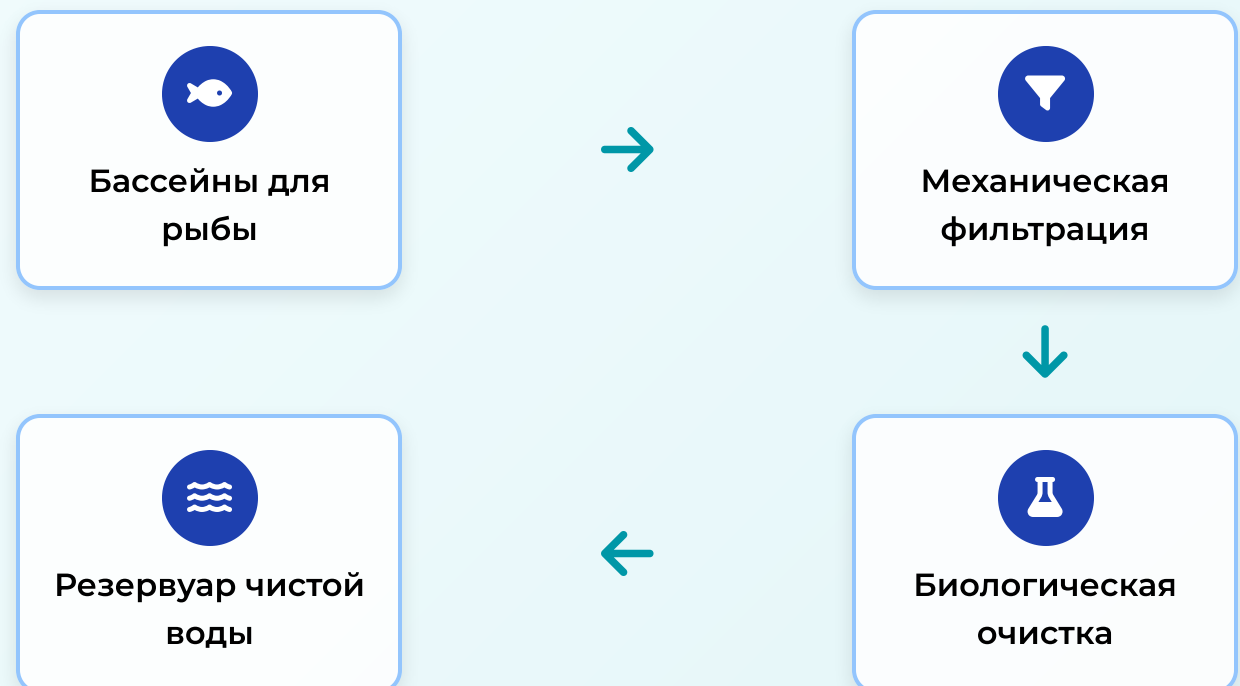 Бассейны для
рыбы
Механическая
фильтрация
Резервуар чистой
воды
Биологическая
очистка